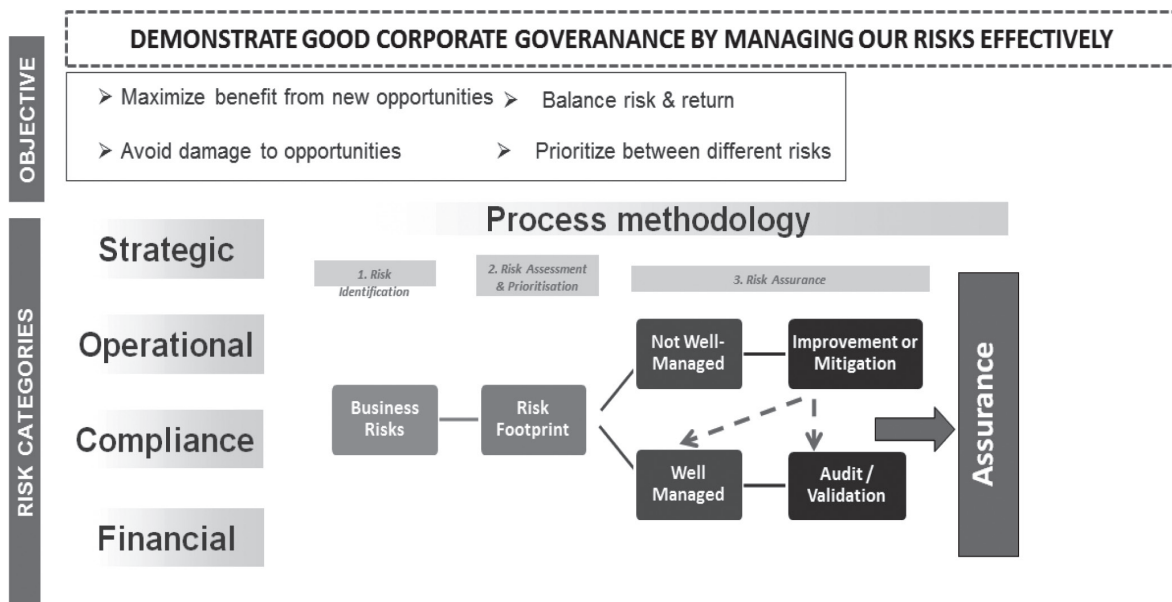 DEMONSTRATE GOOD CORPORATE GOVERANANCE BY MANAGING OUR RISKS EFFECTIVELY
OBJECTIVE
➢ Maximize benefit from new opportunities ➢ Balance risk & return
➢ Avoid damage to opportunities ➢ Prioritize between different risks
RISK CATEGORIES
Strategic
Operational
Compliance
Financial
Process methodology
1. Risk
Identification
2. Risk Assessment
& Prioritisation
3. Risk Assurance
Business
Risks
Risk
Footprint
Not Well-
Managed
Improvement or
Mitigation
Well
Managed
Audit /
Validation
Assurance